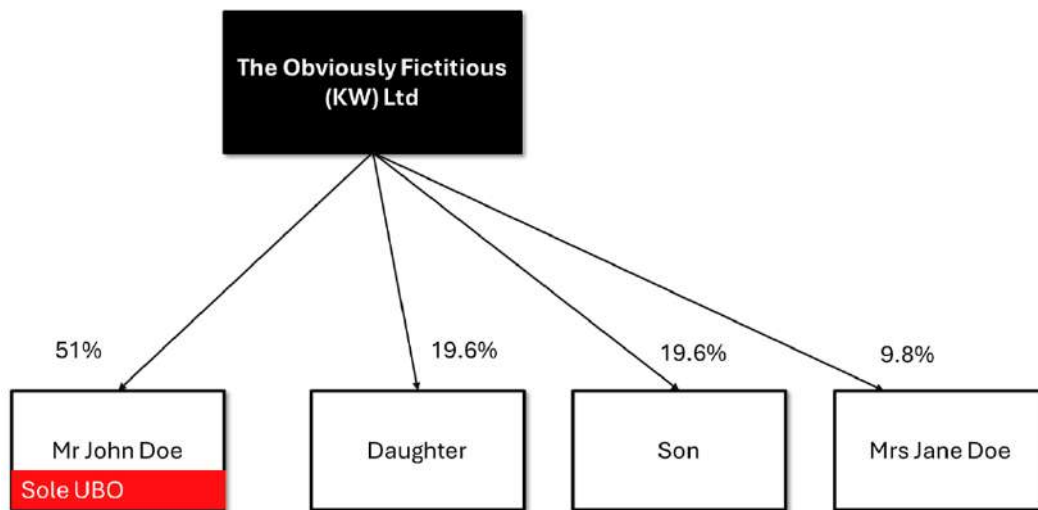 The Obviously Fictitious
(KW) Ltd
51%
19.6%
19.6%
9.8%
Mr John Doe
Daughter
Son
Mrs Jane Doe
Sole UBO